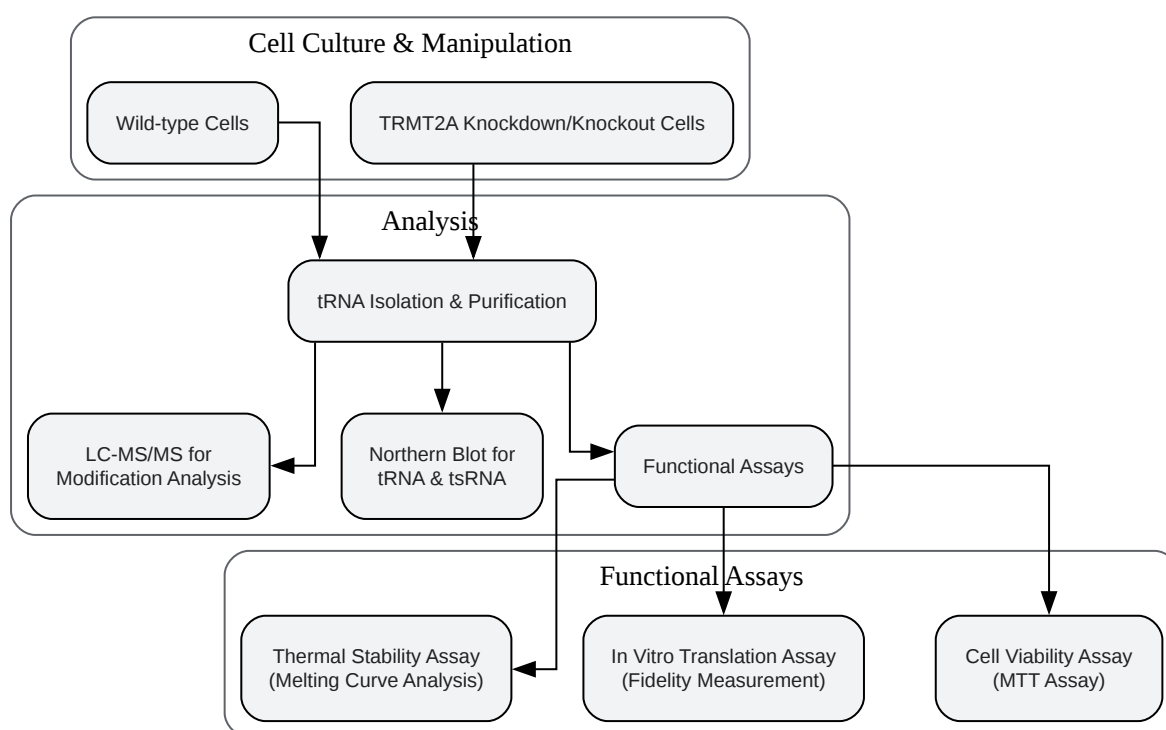 Cell Culture & Manipulation
Wild-type Cells
TRMT2A Knockdown/Knockout Cells
Analysis
tRNA Isolation & Purification
LC-MS/MS for
Modification Analysis
Northern Blot for
tRNA & tsRNA
Functional Assays
Functional Assays
Thermal Stability Assay
(Melting Curve Analysis)
In Vitro Translation Assay
(Fidelity Measurement)
Cell Viability Assay
(MTT Assay)